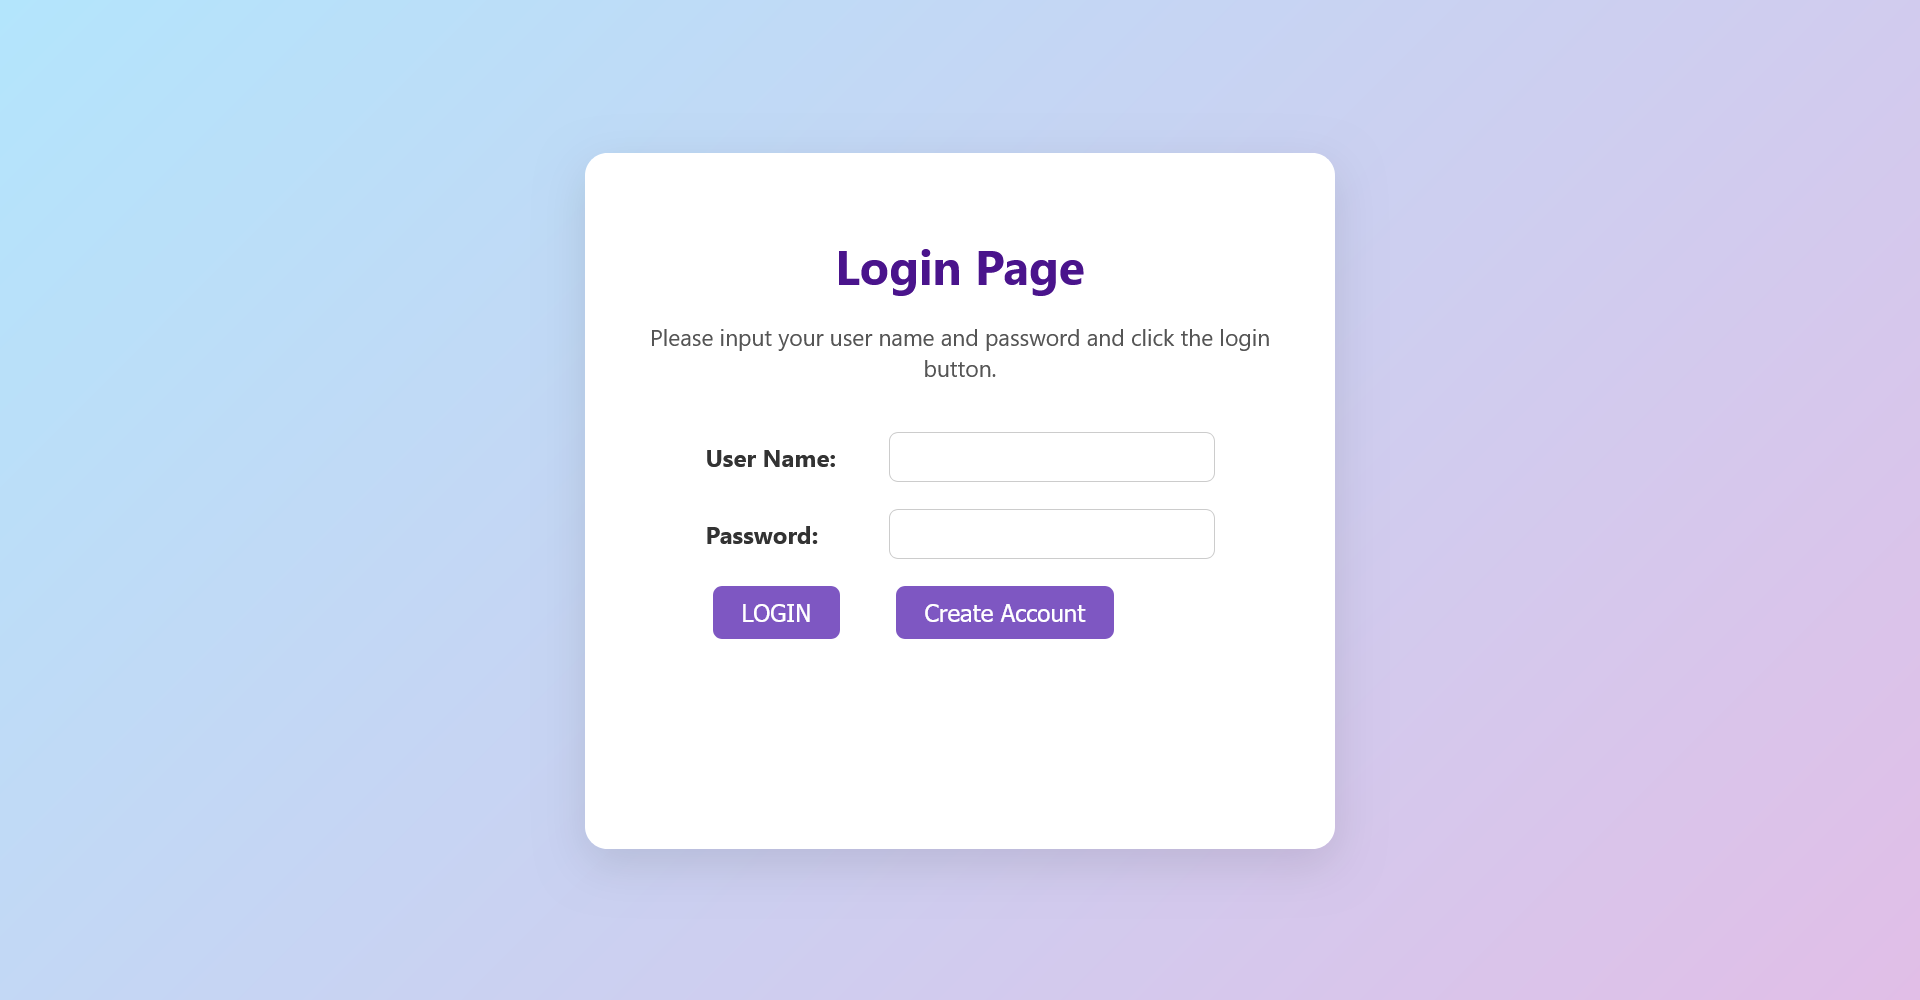 Login Page
Please input your user name and password and click the login
button.
User Name:
Password:
LOGIN
Create Account